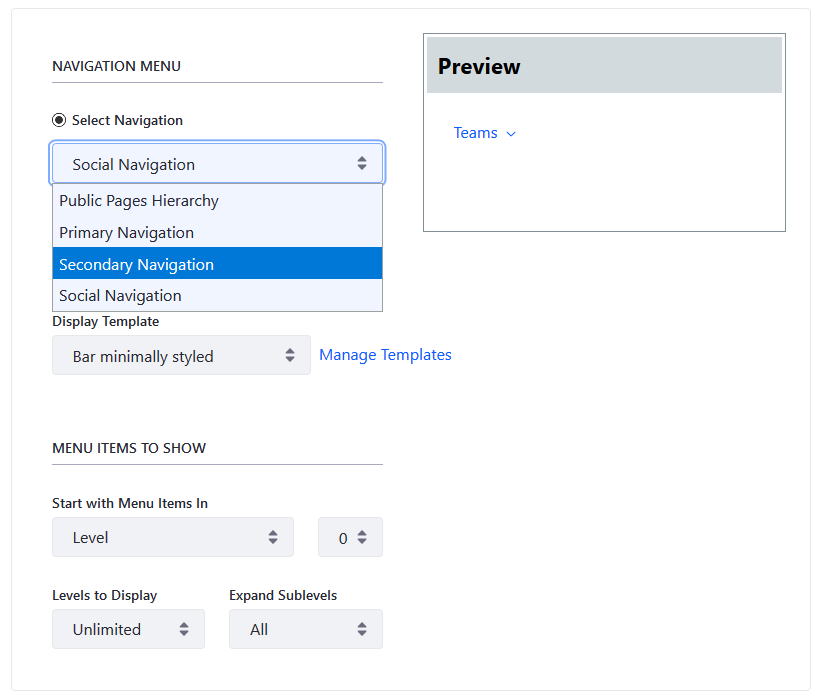 NAVIGATION MENU
Select Navigation
Social Navigation
Public Pages Hierarchy
Primary Navigation
Secondary Navigation
Social Navigation
Display Template
Bar minimally styled
Manage Templates
MENU ITEMS TO SHOW
Start with Menu Items In
Level
0
Levels to Display
Expand Sublevels
Unlimited
All
Preview
Teams